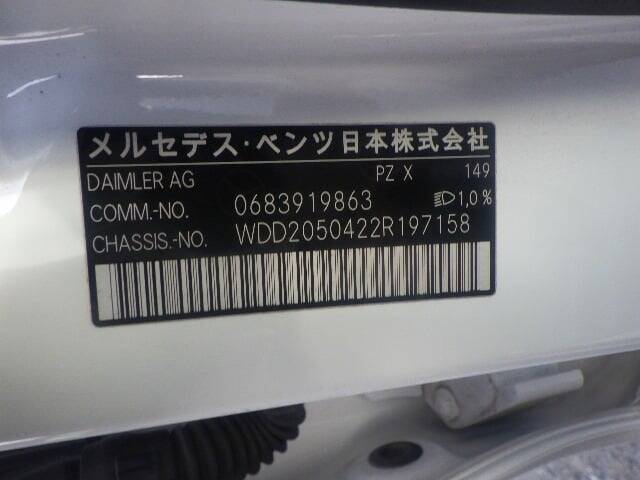 メルセデス・ベンツ日本株式会社
DAIMLER AG PZ X 149
COMM.-NO. 0683919863 1,0%
CHASSIS.-NO. WDD2050422R197158